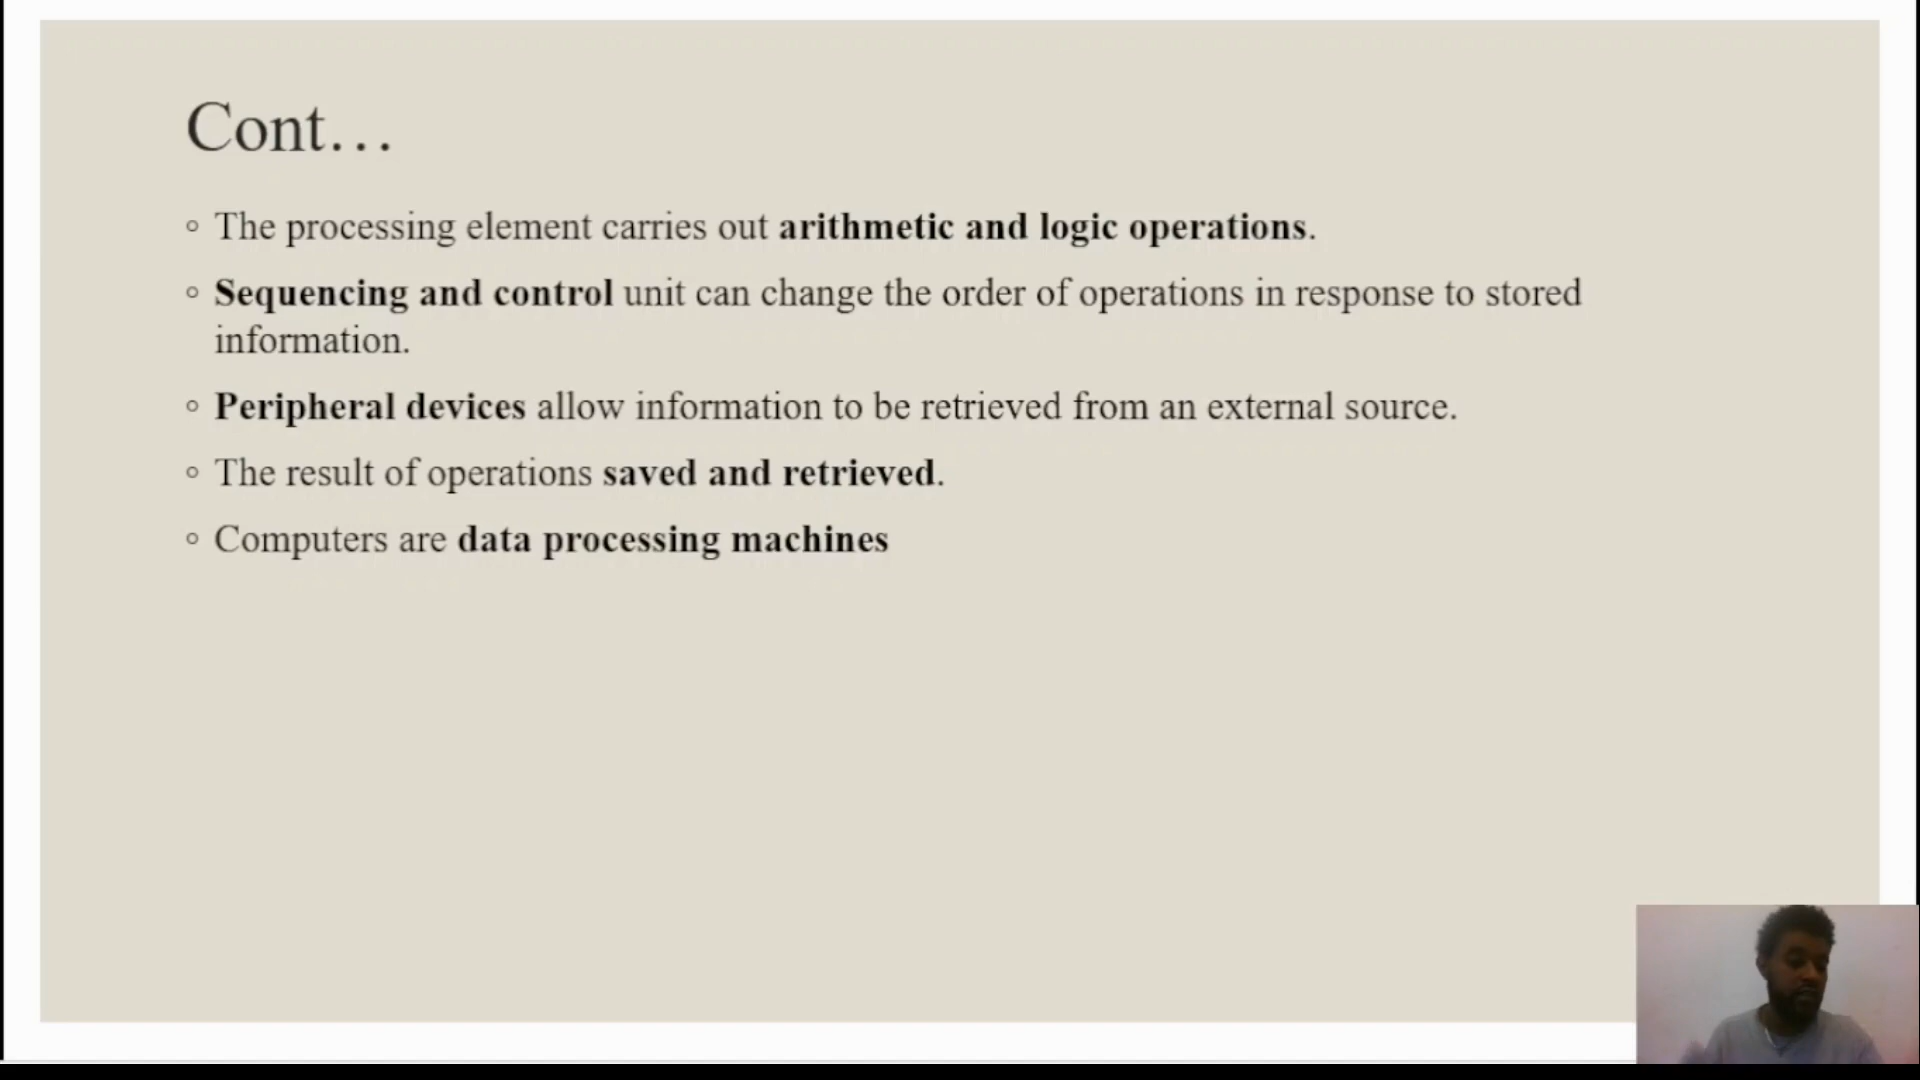 Cont...
◦ The processing element carries out arithmetic and logic operations.
◦ Sequencing and control unit can change the order of operations in response to stored
information.
◦ Peripheral devices allow information to be retrieved from an external source.
◦ The result of operations saved and retrieved.
◦ Computers are data processing machines